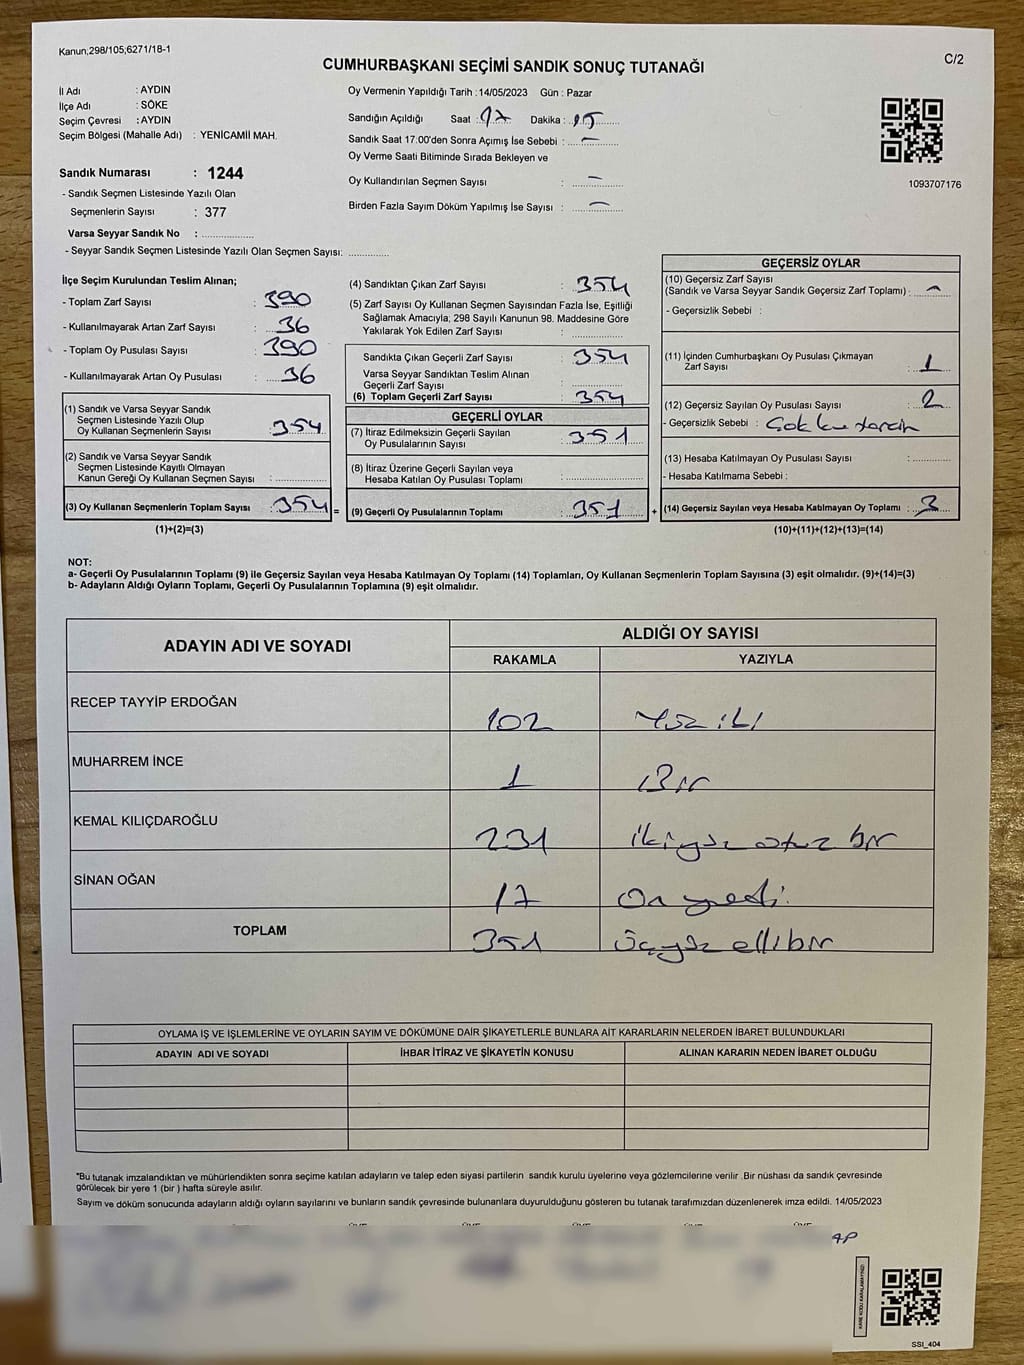 Kanun;298/105;6271/18-1
C/2
CUMHURBAŞKANI SEÇİMİ SANDIK SONUÇ TUTANAĞI
İl Adı : AYDIN
İlçe Adı : SÖKE
Seçim Çevresi : AYDIN
Seçim Bölgesi (Mahalle Adı) : YENİCAMİİ MAH.
Sandık Numarası : 1244
- Sandık Seçmen Listesinde Yazılı Olan
Seçmenlerin Sayısı : 377
Varsa Seyyar Sandık No :
- Seyyar Sandık Seçmen Listesinde Yazılı Olan Seçmen Sayısı:
Oy Vermenin Yapıldığı Tarih :14/05/2023 Gün : Pazar
Sandığın Açıldığı Saat : 17 Dakika : 15
Sandık Saat 17:00'den Sonra Açımış İse Sebebi : -
Oy Verme Saati Bitiminde Sırada Bekleyen ve
Oy Kullandırılan Seçmen Sayısı : -
Birden Fazla Sayım Döküm Yapılmış İse Sayısı : -
1093707176
İlçe Seçim Kurulundan Teslim Alınan;
- Toplam Zarf Sayısı : 390
- Kullanılmayarak Artan Zarf Sayısı : 36
- Toplam Oy Pusulası Sayısı : 390
- Kullanılmayarak Artan Oy Pusulası : 36
(1) Sandık ve Varsa Seyyar Sandık
Seçmen Listesinde Yazılı Olup
Oy Kullanan Seçmenlerin Sayısı : 354
(2) Sandık ve Varsa Seyyar Sandık
Seçmen Listesinde Kayıtlı Olmayan
Kanun Gereği Oy Kullanan Seçmen Sayısı :
(3) Oy Kullanan Seçmenlerin Toplam Sayısı : 354 =
(1)+(2)=(3)
(4) Sandıktan Çıkan Zarf Sayısı : 354
(5) Zarf Sayısı Oy Kullanan Seçmen Sayısından Fazla İse, Eşitliği
Sağlamak Amacıyla; 298 Sayılı Kanunun 98. Maddesine Göre
Yakılarak Yok Edilen Zarf Sayısı :
Sandıkta Çıkan Geçerli Zarf Sayısı : 354
Varsa Seyyar Sandıktan Teslim Alınan
Geçerli Zarf Sayısı :
(6) Toplam Geçerli Zarf Sayısı : 354
GEÇERLİ OYLAR
(7) İtiraz Edilmeksizin Geçerli Sayılan
Oy Pusulalarının Sayısı : 351
(8) İtiraz Üzerine Geçerli Sayılan veya
Hesaba Katılan Oy Pusulası Toplamı :
(9) Geçerli Oy Pusulalarının Toplamı : 351 +
GEÇERSİZ OYLAR
(10) Geçersiz Zarf Sayısı
(Sandık ve Varsa Seyyar Sandık Geçersiz Zarf Toplamı) : -
- Geçersizlik Sebebi :
(11) İçinden Cumhurbaşkanı Oy Pusulası Çıkmayan
Zarf Sayısı : 1
(12) Geçersiz Sayılan Oy Pusulası Sayısı : 2
- Geçersizlik Sebebi :
(13) Hesaba Katılmayan Oy Pusulası Sayısı :
- Hesaba Katılmama Sebebi :
(14) Geçersiz Sayılan veya Hesaba Katılmayan Oy Toplamı : 3
(10)+(11)+(12)+(13)=(14)
NOT:
a- Geçerli Oy Pusulalarının Toplamı (9) ile Geçersiz Sayılan veya Hesaba Katılmayan Oy Toplamı (14) Toplamları, Oy Kullanan Seçmenlerin Toplam Sayısına (3) eşit olmalıdır. (9)+(14)=(3)
b- Adayların Aldığı Oyların Toplamı, Geçerli Oy Pusulalarının Toplamına (9) eşit olmalıdır.
ADAYIN ADI VE SOYADI
ALDIĞI OY SAYISI
RAKAMLA YAZIYLA
RECEP TAYYİP ERDOĞAN 102 Yüz iki
MUHARREM İNCE 1 Bir
KEMAL KILIÇDAROĞLU 231 ikiyüz otuz bir
SİNAN OĞAN 17 On yedi.
TOPLAM 351 üçyüz elli bir
OYLAMA İŞ VE İŞLEMLERİNE VE OYLARIN SAYIM VE DÖKÜMÜNE DAİR ŞİKAYETLERLE BUNLARA AİT KARARLARIN NELERDEN İBARET BULUNDUKLARI
ADAYIN ADI VE SOYADI İHBAR İTİRAZ VE ŞİKAYETİN KONUSU ALINAN KARARIN NEDEN İBARET OLDUĞU
*Bu tutanak imzalandıktan ve mühürlendikten sonra seçime katılan adayların ve talep eden siyasi partilerin sandık kurulu üyelerine veya gözlemcilerine verilir .Bir nüshası da sandık çevresinde
görülecek bir yere 1 (bir ) hafta süreyle asılır.
Sayım ve döküm sonucunda adayların aldığı oyların sayılarını ve bunların sandık çevresinde bulunanlara duyurulduğunu gösteren bu tutanak tarafımızdan düzenlenerek imza edildi. 14/05/2023
KARE KODU KARALAMAYINIZ!
SSİ_404